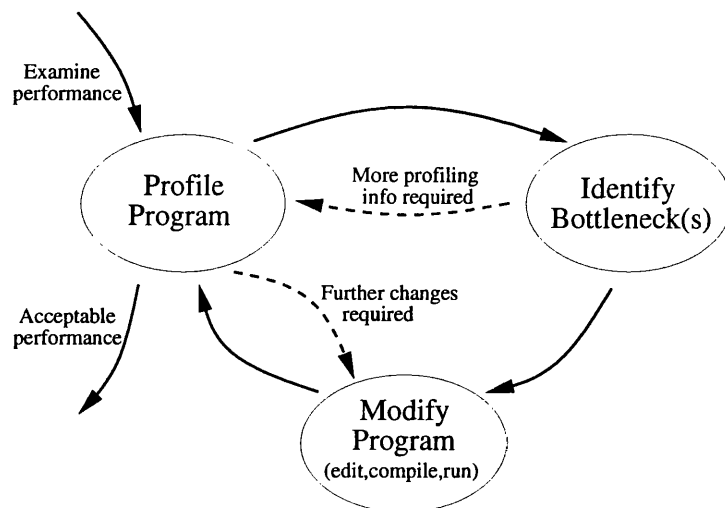 Examine
performance
Profile
Program
More profiling
info required
Identify
Bottleneck(s)
Further changes
required
Acceptable
performance
Modify
Program
(edit,compile,run)